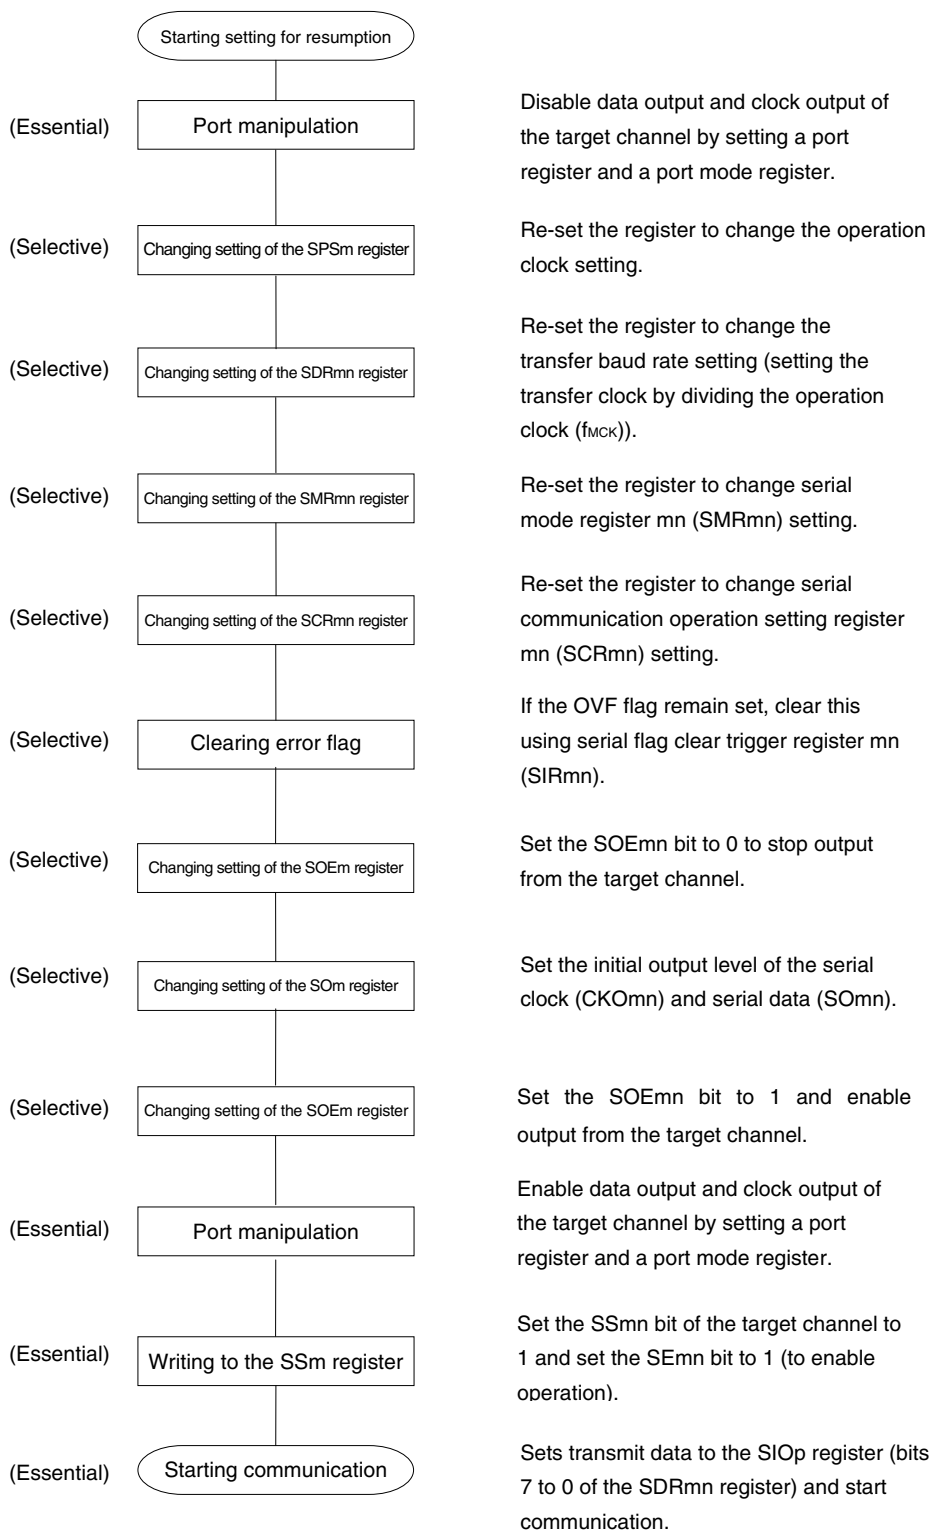 Starting setting for resumption
(Essential)
Port manipulation
Disable data output and clock output of
the target channel by setting a port
register and a port mode register.
(Selective)
Changing setting of the SPSm register
Re-set the register to change the operation
clock setting.
(Selective)
Changing setting of the SDRmn register
Re-set the register to change the
transfer baud rate setting (setting the
transfer clock by dividing the operation
clock (fMCK)).
(Selective)
Changing setting of the SMRmn register
Re-set the register to change serial
mode register mn (SMRmn) setting.
(Selective)
Changing setting of the SCRmn register
Re-set the register to change serial
communication operation setting register
mn (SCRmn) setting.
(Selective)
Clearing error flag
If the OVF flag remain set, clear this
using serial flag clear trigger register mn
(SIRmn).
(Selective)
Changing setting of the SOEm register
Set the SOEmn bit to 0 to stop output
from the target channel.
(Selective)
Changing setting of the SOm register
Set the initial output level of the serial
clock (CKOmn) and serial data (SOmn).
(Selective)
Changing setting of the SOEm register
Set the SOEmn bit to 1 and enable
output from the target channel.
(Essential)
Port manipulation
Enable data output and clock output of
the target channel by setting a port
register and a port mode register.
(Essential)
Writing to the SSm register
Set the SSmn bit of the target channel to
1 and set the SEmn bit to 1 (to enable
operation).
(Essential)
Starting communication
Sets transmit data to the SIOp register (bits
7 to 0 of the SDRmn register) and start
communication.